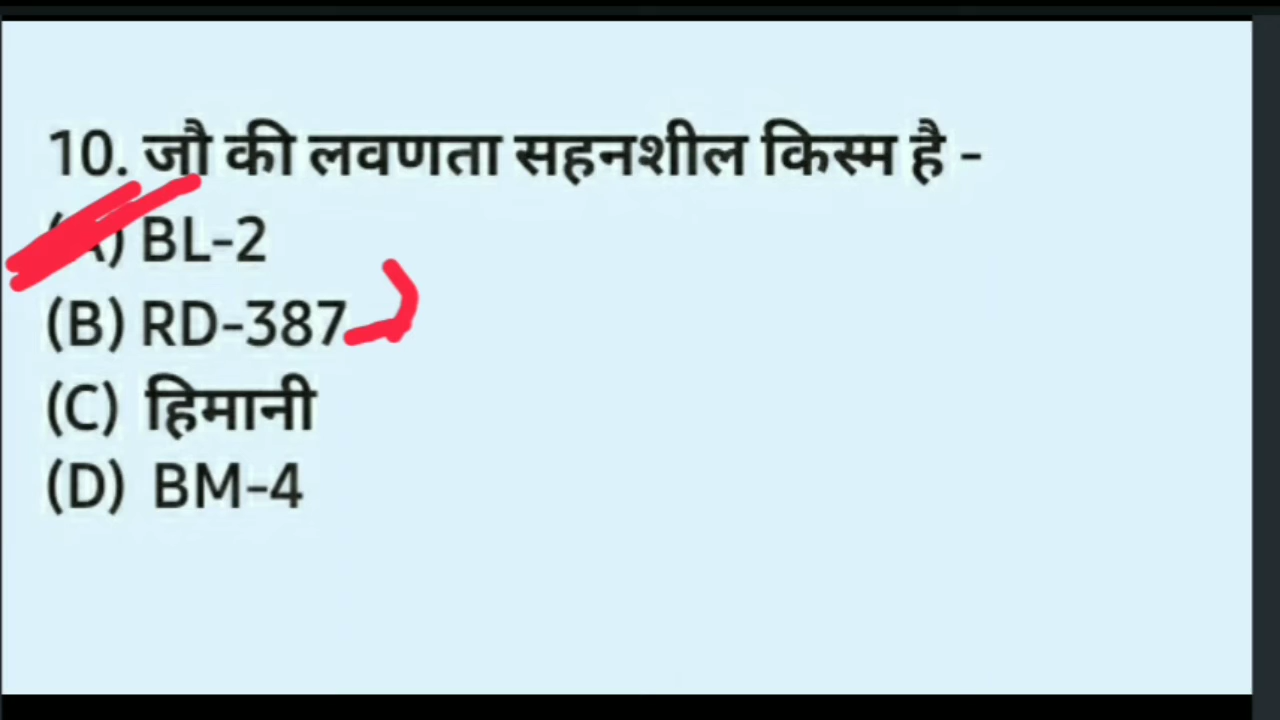 10. जौ की लवणता सहनशील किस्म है -
(A) BL-2
(B) RD-387
(C) हिमानी
(D) BM-4